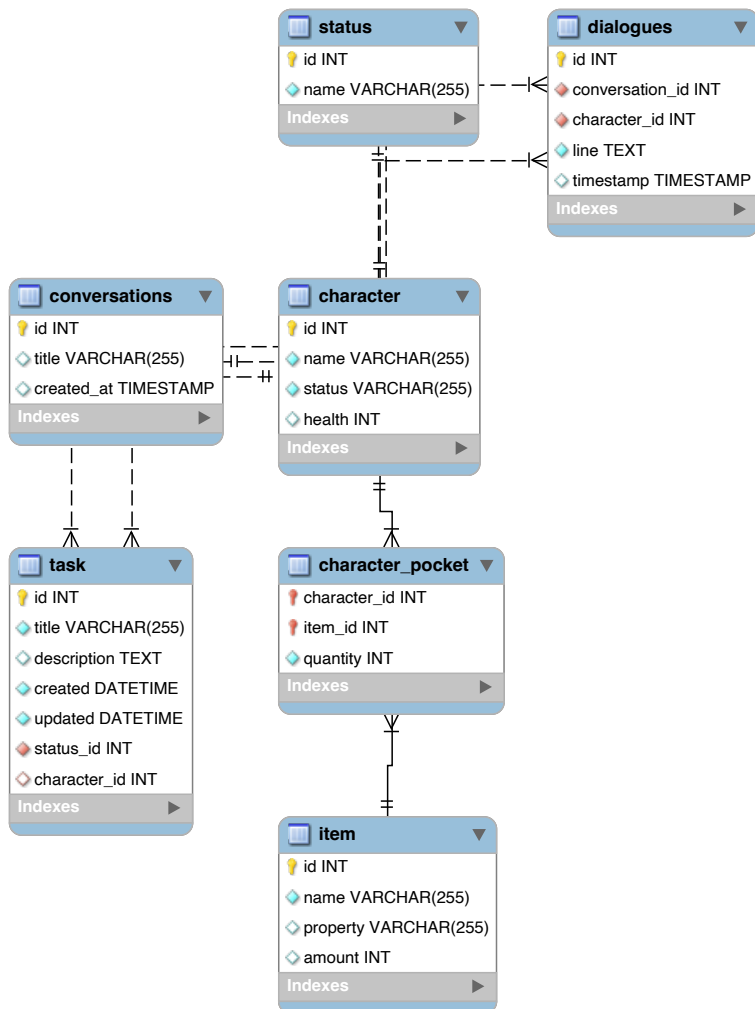 status
id INT
name VARCHAR(255)
Indexes
dialogues
id INT
conversation_id INT
character_id INT
line TEXT
timestamp TIMESTAMP
Indexes
conversations
id INT
title VARCHAR(255)
created_at TIMESTAMP
Indexes
character
id INT
name VARCHAR(255)
status VARCHAR(255)
health INT
Indexes
task
id INT
title VARCHAR(255)
description TEXT
created DATETIME
updated DATETIME
status_id INT
character_id INT
Indexes
character_pocket
character_id INT
item_id INT
quantity INT
Indexes
item
id INT
name VARCHAR(255)
property VARCHAR(255)
amount INT
Indexes